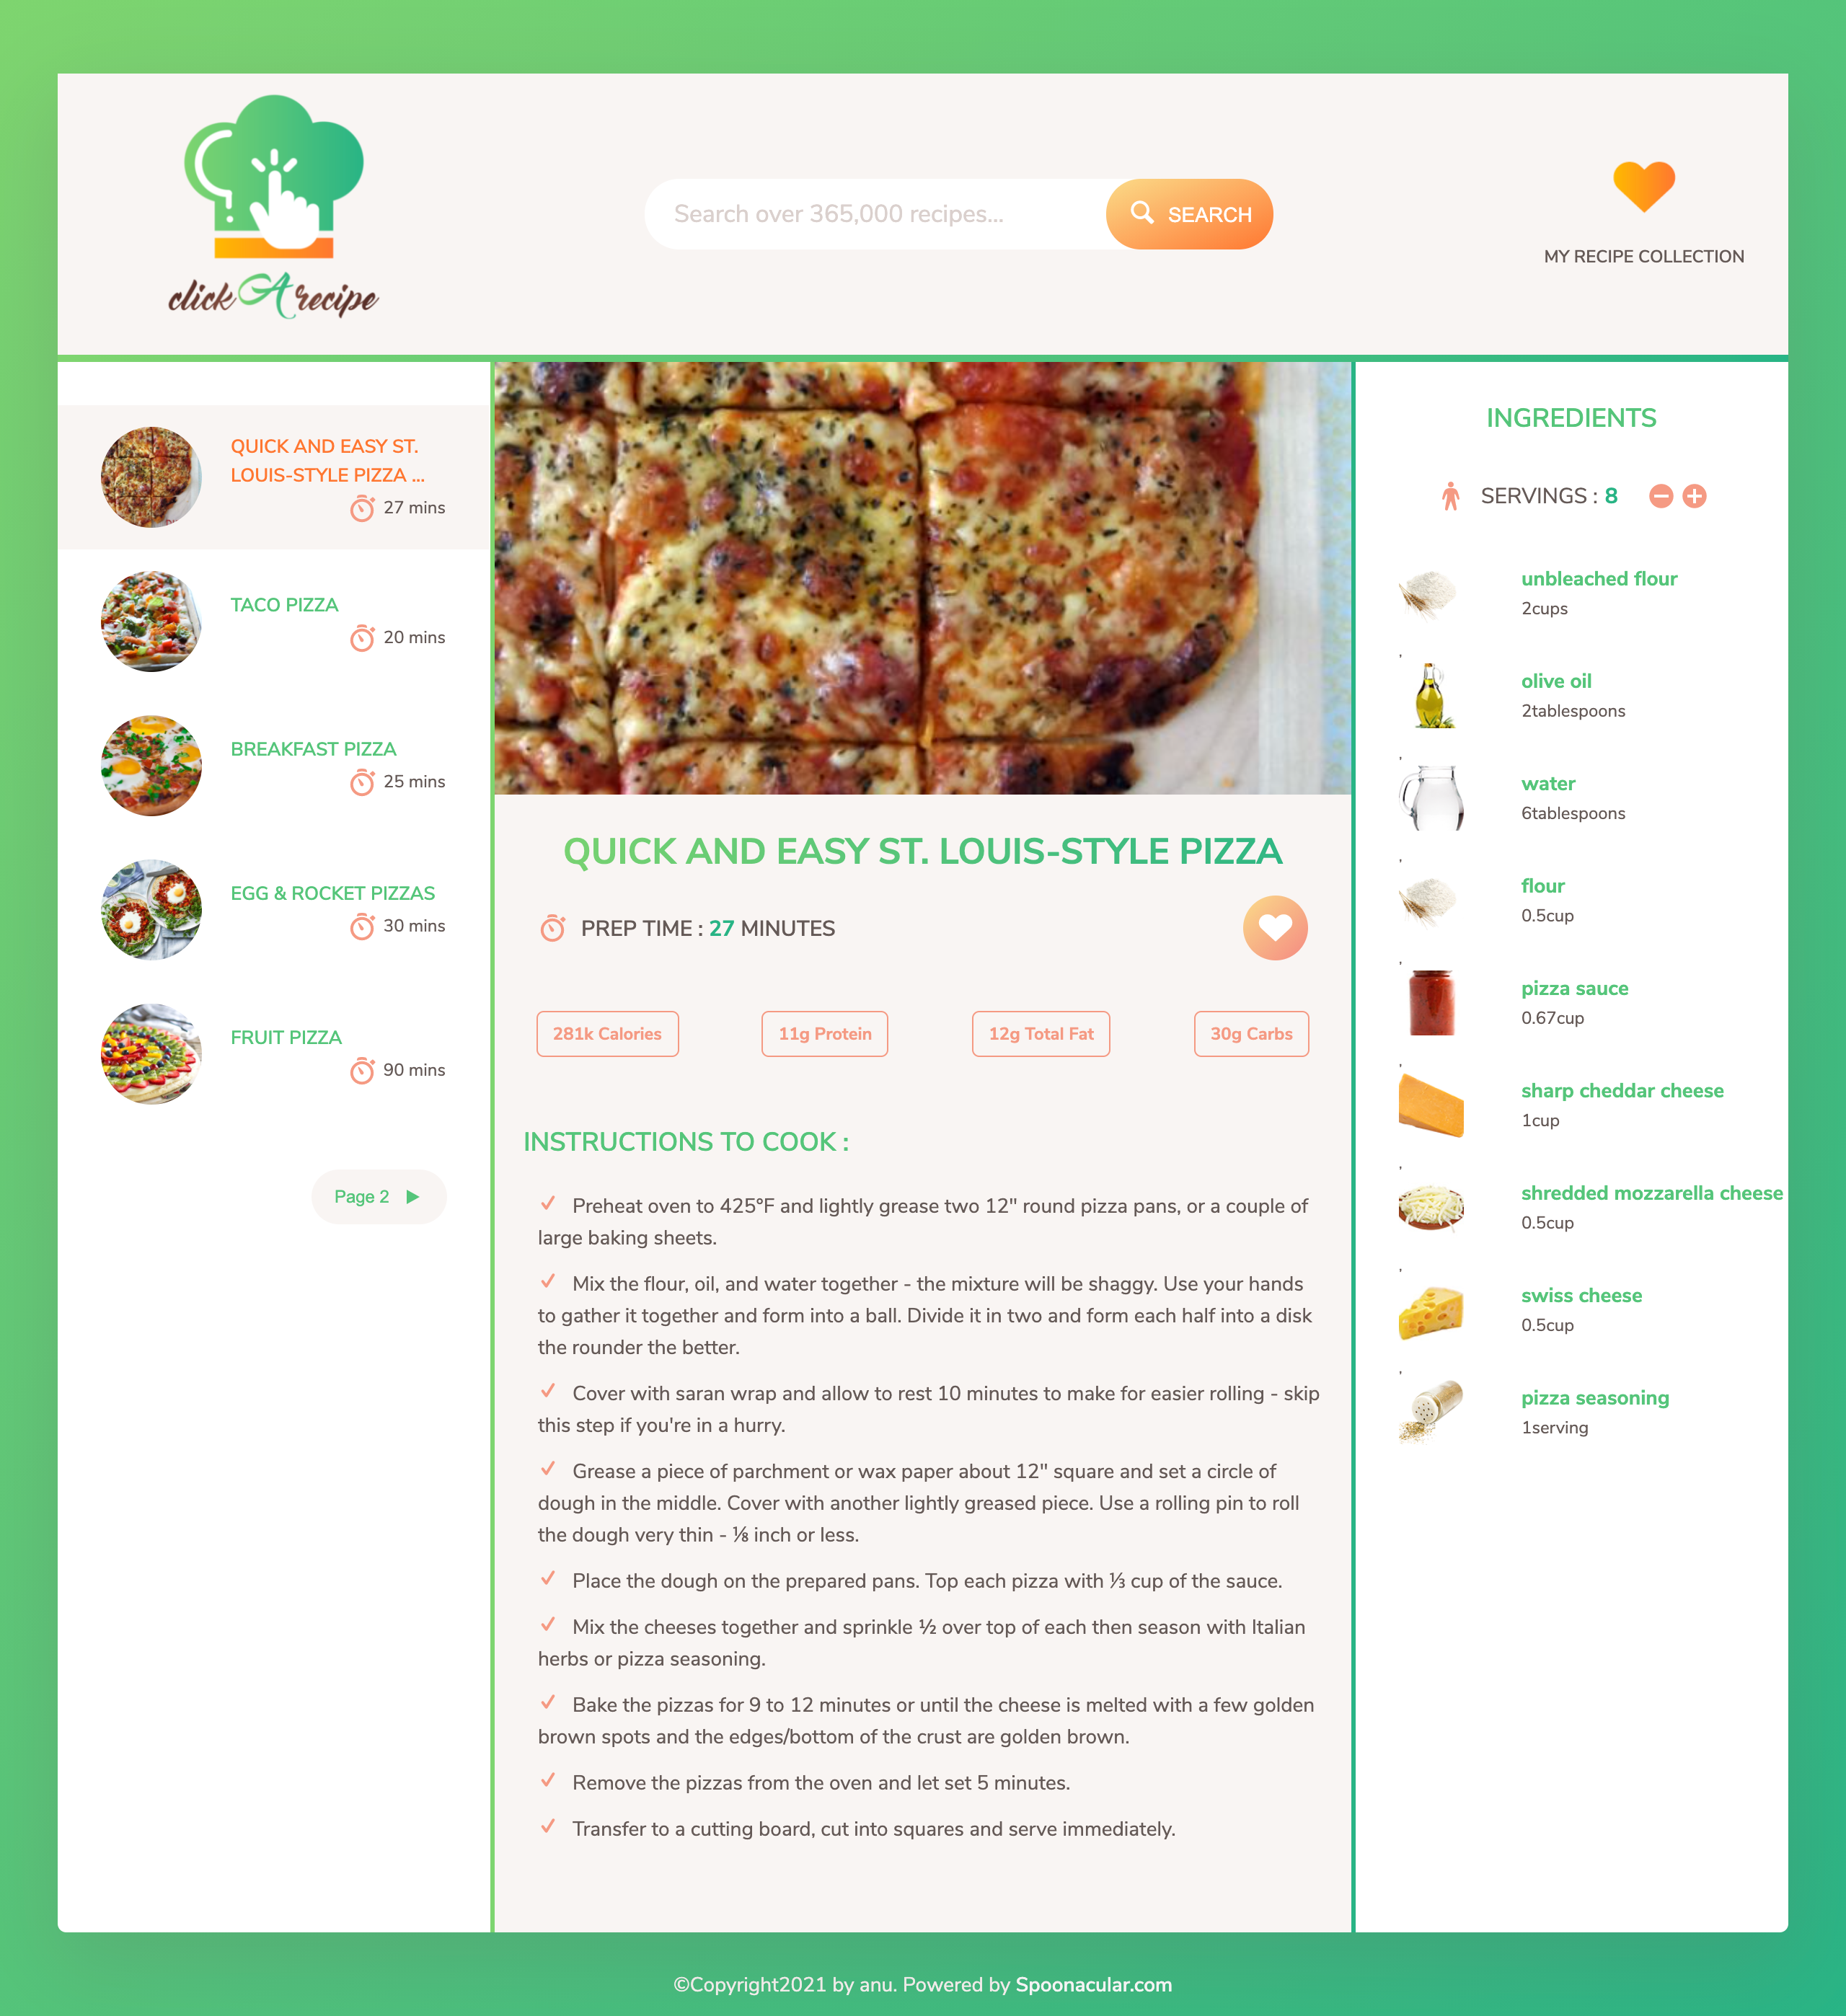 click A recipe
Search over 365,000 recipes...
SEARCH
MY RECIPE COLLECTION
QUICK AND EASY ST.
LOUIS-STYLE PIZZA ...
27 mins
TACO PIZZA
20 mins
BREAKFAST PIZZA
25 mins
EGG & ROCKET PIZZAS
30 mins
FRUIT PIZZA
90 mins
Page 2
QUICK AND EASY ST. LOUIS-STYLE PIZZA
PREP TIME : 27 MINUTES
281k Calories
11g Protein
12g Total Fat
30g Carbs
INSTRUCTIONS TO COOK :
Preheat oven to 425°F and lightly grease two 12" round pizza pans, or a couple of
large baking sheets.
Mix the flour, oil, and water together - the mixture will be shaggy. Use your hands
to gather it together and form into a ball. Divide it in two and form each half into a disk
the rounder the better.
Cover with saran wrap and allow to rest 10 minutes to make for easier rolling - skip
this step if you're in a hurry.
Grease a piece of parchment or wax paper about 12" square and set a circle of
dough in the middle. Cover with another lightly greased piece. Use a rolling pin to roll
the dough very thin - ⅛ inch or less.
Place the dough on the prepared pans. Top each pizza with ⅓ cup of the sauce.
Mix the cheeses together and sprinkle ½ over top of each then season with Italian
herbs or pizza seasoning.
Bake the pizzas for 9 to 12 minutes or until the cheese is melted with a few golden
brown spots and the edges/bottom of the crust are golden brown.
Remove the pizzas from the oven and let set 5 minutes.
Transfer to a cutting board, cut into squares and serve immediately.
INGREDIENTS
SERVINGS : 8
unbleached flour
2cups
,
olive oil
2tablespoons
,
water
6tablespoons
,
flour
0.5cup
,
pizza sauce
0.67cup
,
sharp cheddar cheese
1cup
,
shredded mozzarella cheese
0.5cup
,
swiss cheese
0.5cup
,
pizza seasoning
1serving
©Copyright2021 by anu. Powered by Spoonacular.com